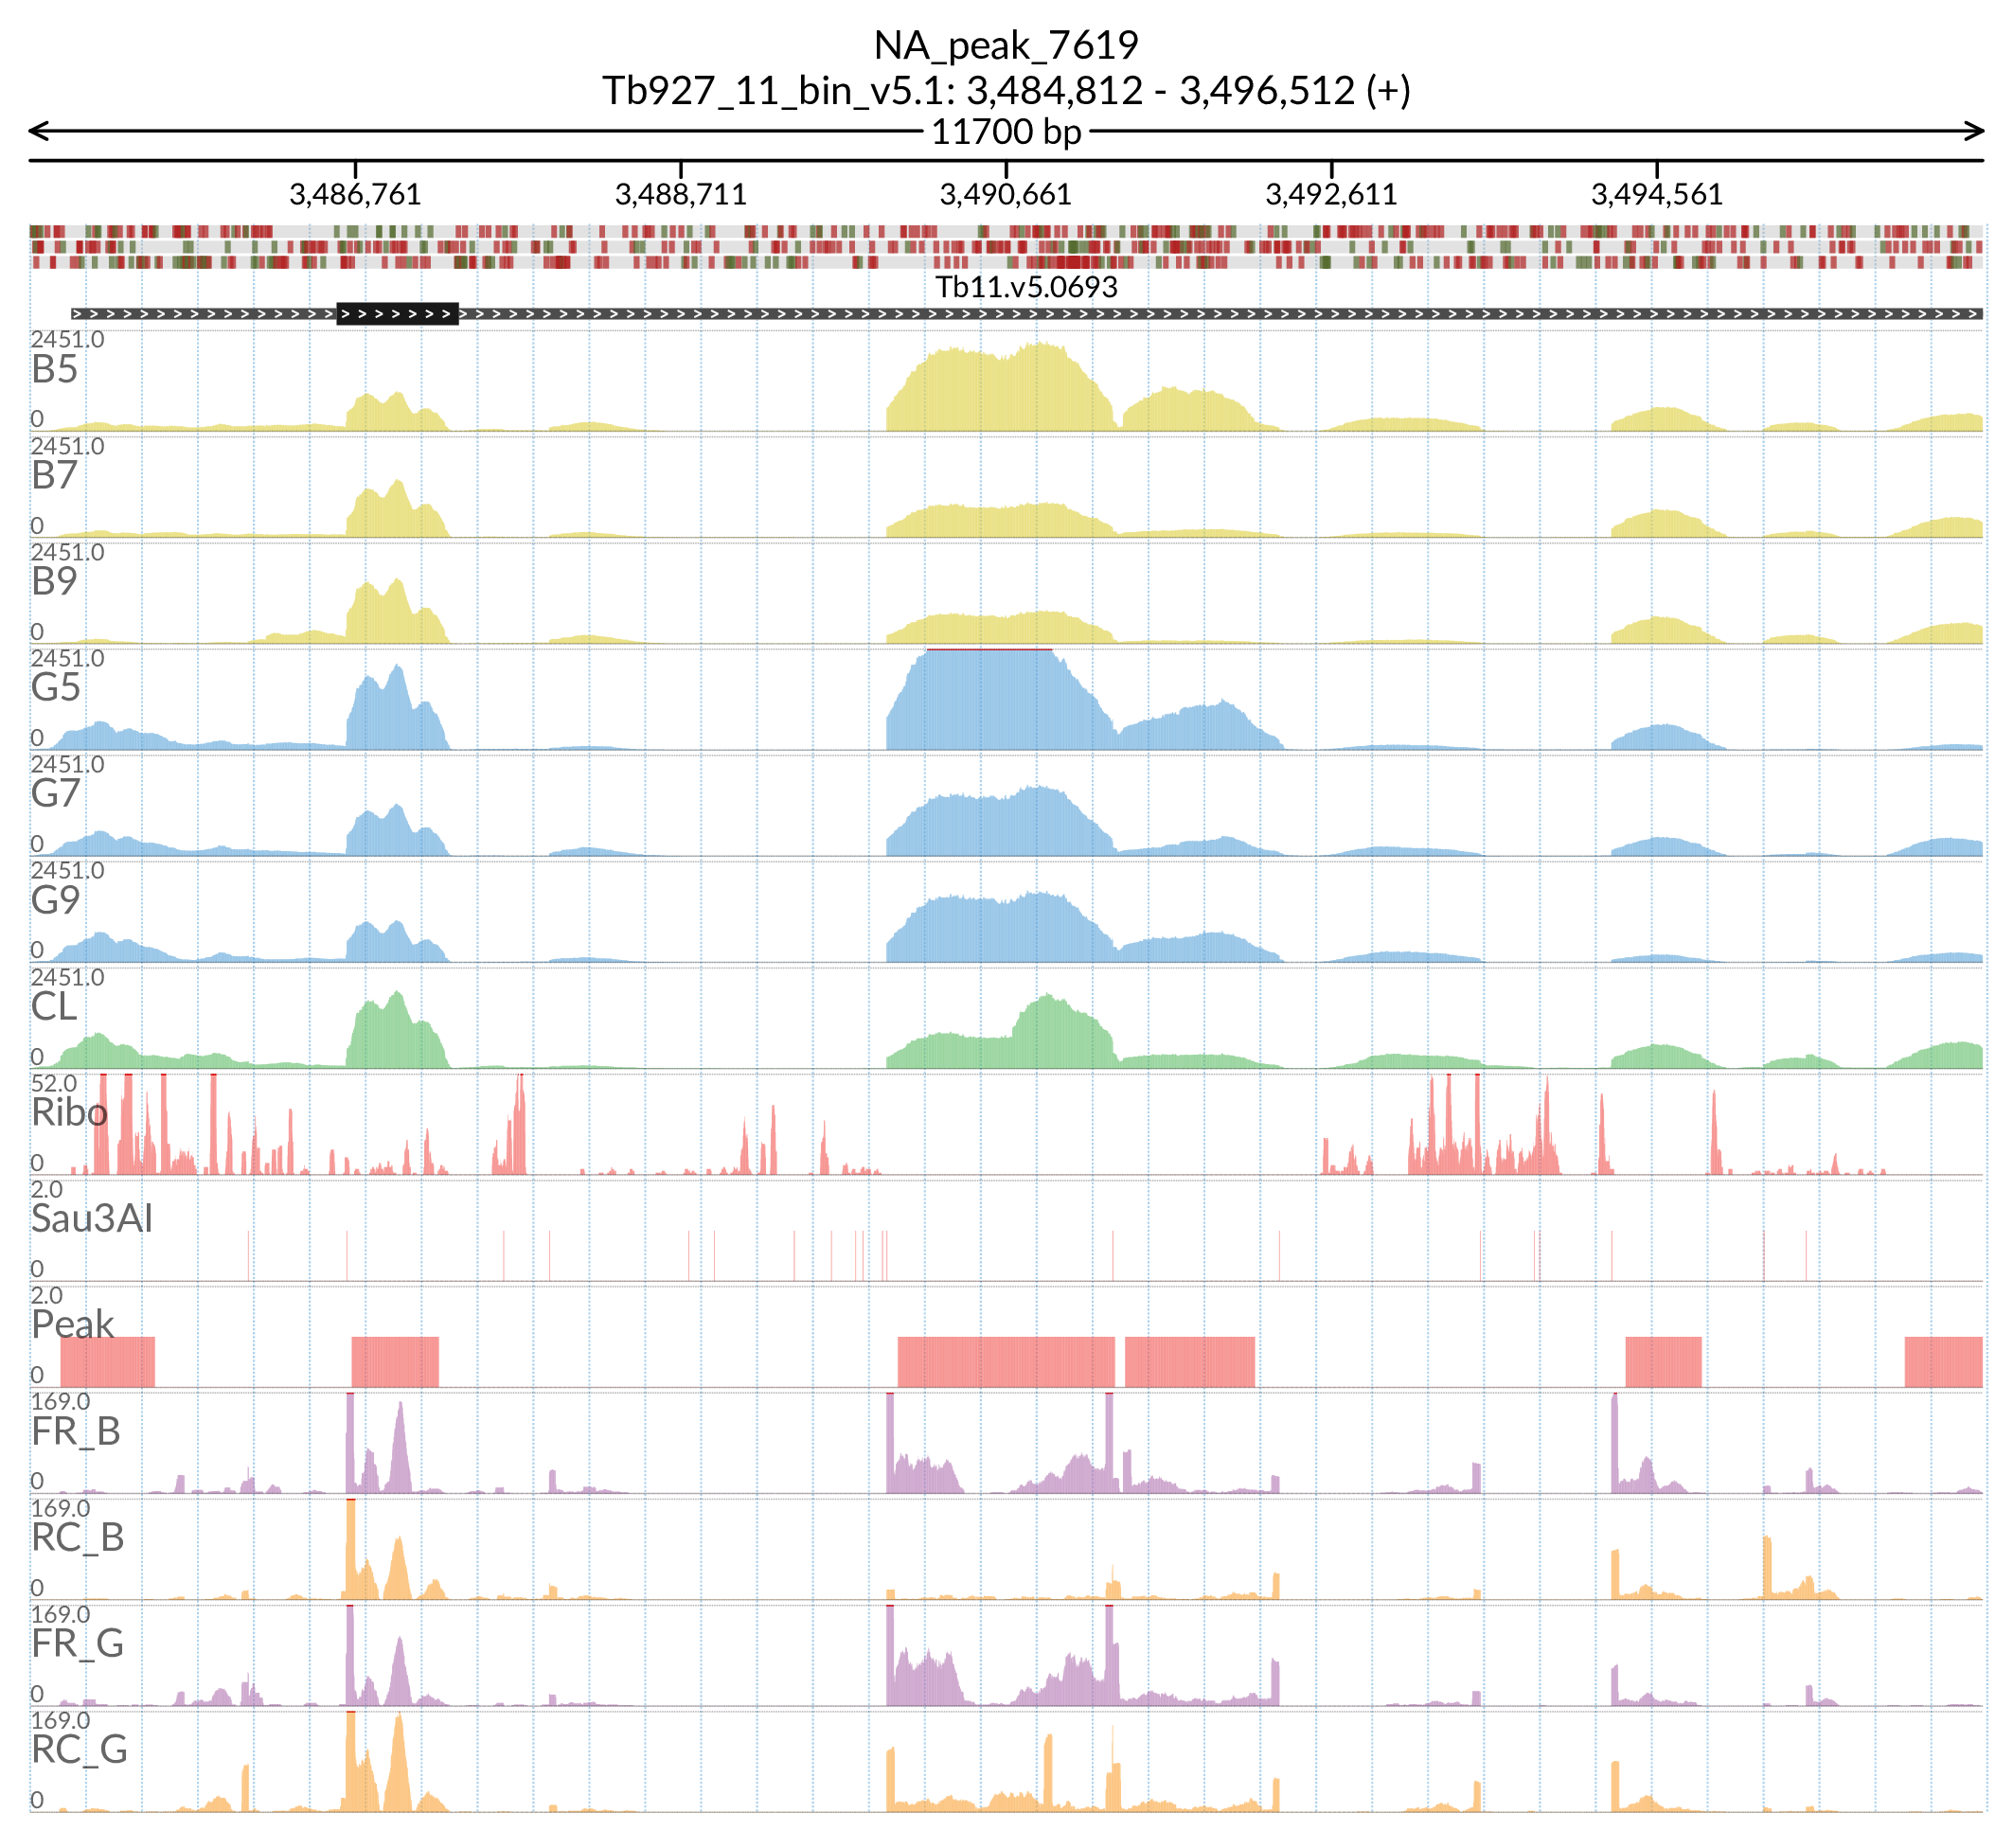 NA_peak_7619
Tb927_11_bin_v5.1: 3,484,812 - 3,496,512 (+)
11700 bp
3,486,761 3,488,711 3,490,661 3,492,611 3,494,561
Tb11.v5.0693
2451.0
B5
0
2451.0
B7
0
2451.0
B9
0
2451.0
G5
0
2451.0
G7
0
2451.0
G9
0
2451.0
CL
0
52.0
Ribo
0
2.0
Sau3AI
0
2.0
Peak
0
169.0
FR_B
0
169.0
RC_B
0
169.0
FR_G
0
169.0
RC_G
0